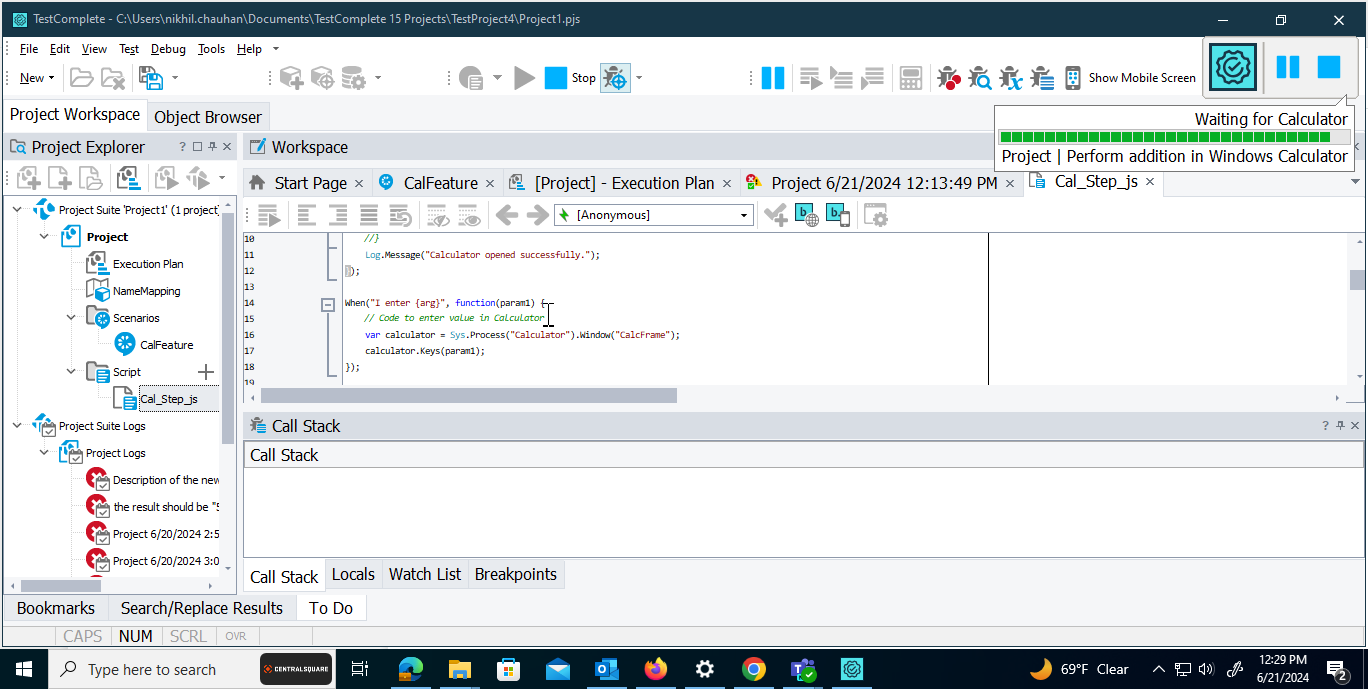 TestComplete - C:\Users\nikhil.chauhan\Documents\TestComplete 15 Projects\TestProject4\Project1.pjs
File Edit View Test Debug Tools Help
New
Stop
Show Mobile Screen
Waiting for Calculator
Project | Perform addition in Windows Calculator
Project Workspace
Object Browser
Project Explorer
?
Workspace
Start Page
CalFeature
[Project] - Execution Plan
Project 6/21/2024 12:13:49 PM
Cal_Step_js
[Anonymous]
Project Suite 'Project1' (1 project
Project
Execution Plan
NameMapping
Scenarios
CalFeature
Script
Cal_Step_js
Project Suite Logs
Project Logs
Description of the new
the result should be "5
Project 6/20/2024 2:5
Project 6/20/2024 3:0
10 //}
11 Log.Message("Calculator opened successfully.");
12 });
13
14 When("I enter {arg}", function(param1) {
15 // Code to enter value in Calculator
16 var calculator = Sys.Process("Calculator").Window("CalcFrame");
17 calculator.Keys(param1);
18 });
19
Call Stack
?
Call Stack
Call Stack
Locals
Watch List
Breakpoints
Bookmarks
Search/Replace Results
To Do
CAPS NUM SCRL OVR
Type here to search
CENTRALSQUARE
69°F Clear
12:29 PM
6/21/2024
2